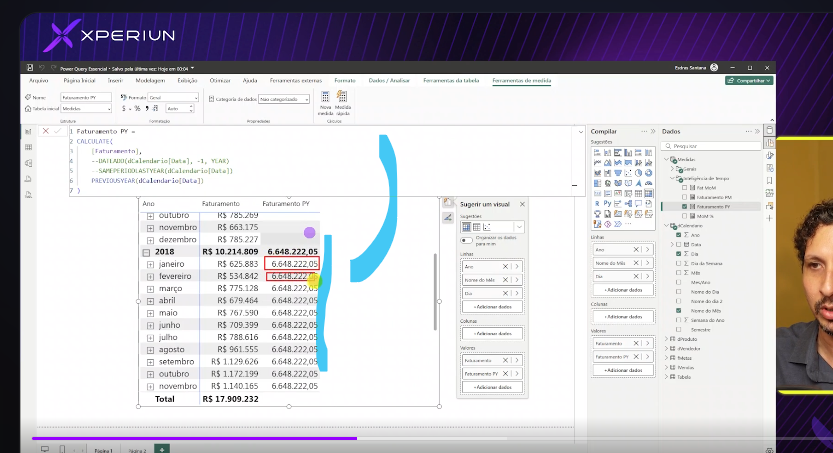 XPERIUN
Power Query Essencial • Salvo pela última vez: Hoje em 00:04
Esdras Santana
Arquivo Página Inicial Inserir Modelagem Exibição Otimizar Ajuda Ferramentas externas Formato Dados / Analisar Ferramentas da tabela Ferramentas de medida
Compartilhar
Nome: Faturamento PY
Formato: Geral
Categoria de dados: Não categorizado
Tabela inicial: Medidas
$ % Auto
Nova medida
Medida rápida
Estrutura
Formatação
Propriedades
Cálculos
1 Faturamento PY =
2 CALCULATE(
3 [Faturamento],
4 --DATEADD(dCalendario[Data], -1, YEAR)
5 --SAMEPERIODLASTYEAR(dCalendario[Data])
6 PREVIOUSYEAR(dCalendario[Data])
7 )
Ano Faturamento Faturamento PY
outubro R$ 785.269
novembro R$ 663.175
dezembro R$ 785.227
2018 R$ 10.214.809 6.648.222,05
janeiro R$ 625.883 6.648.222,05
fevereiro R$ 534.842 6.648.222,05
março R$ 775.128 6.648.222,05
abril R$ 679.464 6.648.222,05
maio R$ 767.590 6.648.222,05
junho R$ 709.399 6.648.222,05
julho R$ 788.616 6.648.222,05
agosto R$ 961.555 6.648.222,05
setembro R$ 1.129.626 6.648.222,05
outubro R$ 1.172.199 6.648.222,05
novembro R$ 1.140.165 6.648.222,05
Total R$ 17.909.232
Sugerir um visual
Sugestões
Organizar os dados para mim
Linhas
Ano
Nome do Mês
Dia
+Adicionar dados
Colunas
+Adicionar dados
Valores
Faturamento
Faturamento PY
+Adicionar dados
Compilar
Sugestões
Linhas
Ano
Nome do Mês
Dia
+Adicionar dados
Colunas
+Adicionar dados
Valores
Faturamento
Faturamento PY
+Adicionar dados
Dados
Pesquisar
Medidas
Gerais
Inteligência de Tempo
Fat MoM
Faturamento PM
Faturamento PY
MoM %
dCalendario
Ano
Data
Dia
Dia da Semana
Mês
Mes/Ano
Nome do Dia
Nome do dia 2
Nome do Mês
Semana do Ano
Semestre
dProduto
dVendedor
fMetas
fVendas
Tabela
Página 1
Página 2